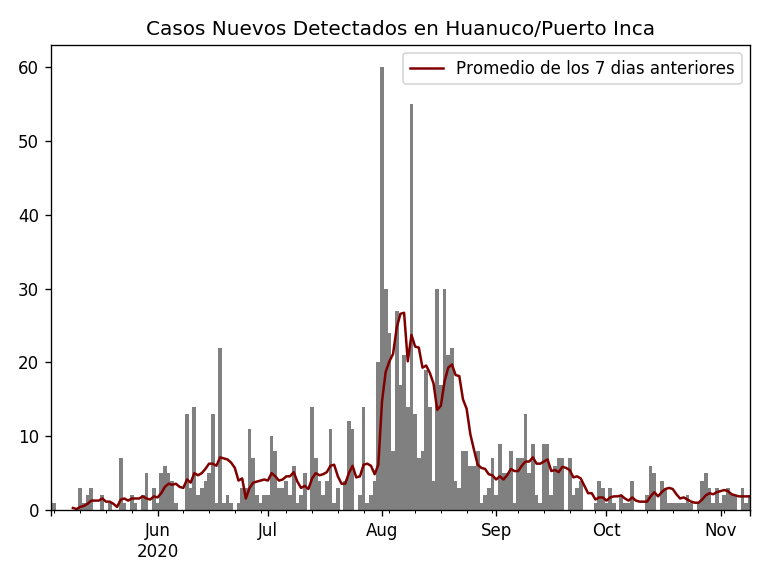 Casos Nuevos Detectados en Huanuco/Puerto Inca
Promedio de los 7 dias anteriores
60
50
40
30
20
10
0
Jun Jul Aug Sep Oct Nov
2020